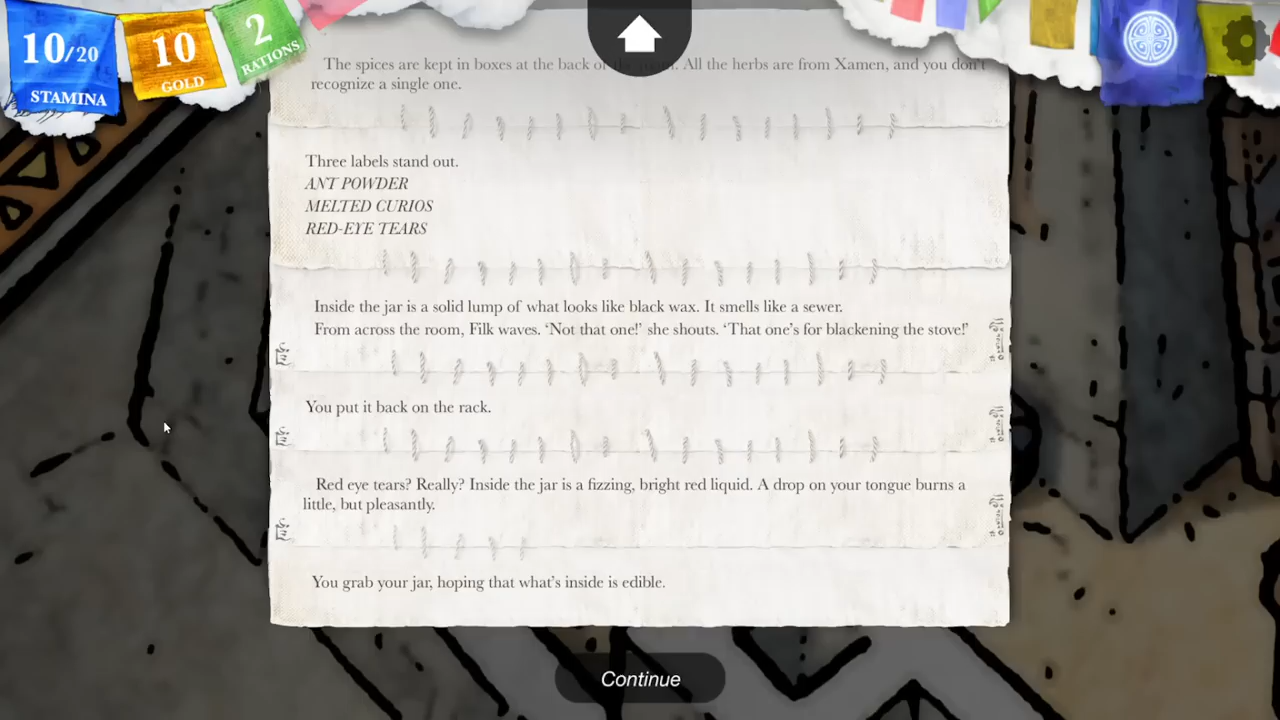 10/20
STAMINA
10
GOLD
2
RATIONS
The spices are kept in boxes at the back of the room. All the herbs are from Xamen, and you don't
recognize a single one.
Three labels stand out.
ANT POWDER
MELTED CURIOS
RED-EYE TEARS
Inside the jar is a solid lump of what looks like black wax. It smells like a sewer.
From across the room, Filk waves. ‘Not that one!’ she shouts. ‘That one’s for blackening the stove!’
You put it back on the rack.
Red eye tears? Really? Inside the jar is a fizzing, bright red liquid. A drop on your tongue burns a
little, but pleasantly.
You grab your jar, hoping that what’s inside is edible.
Continue